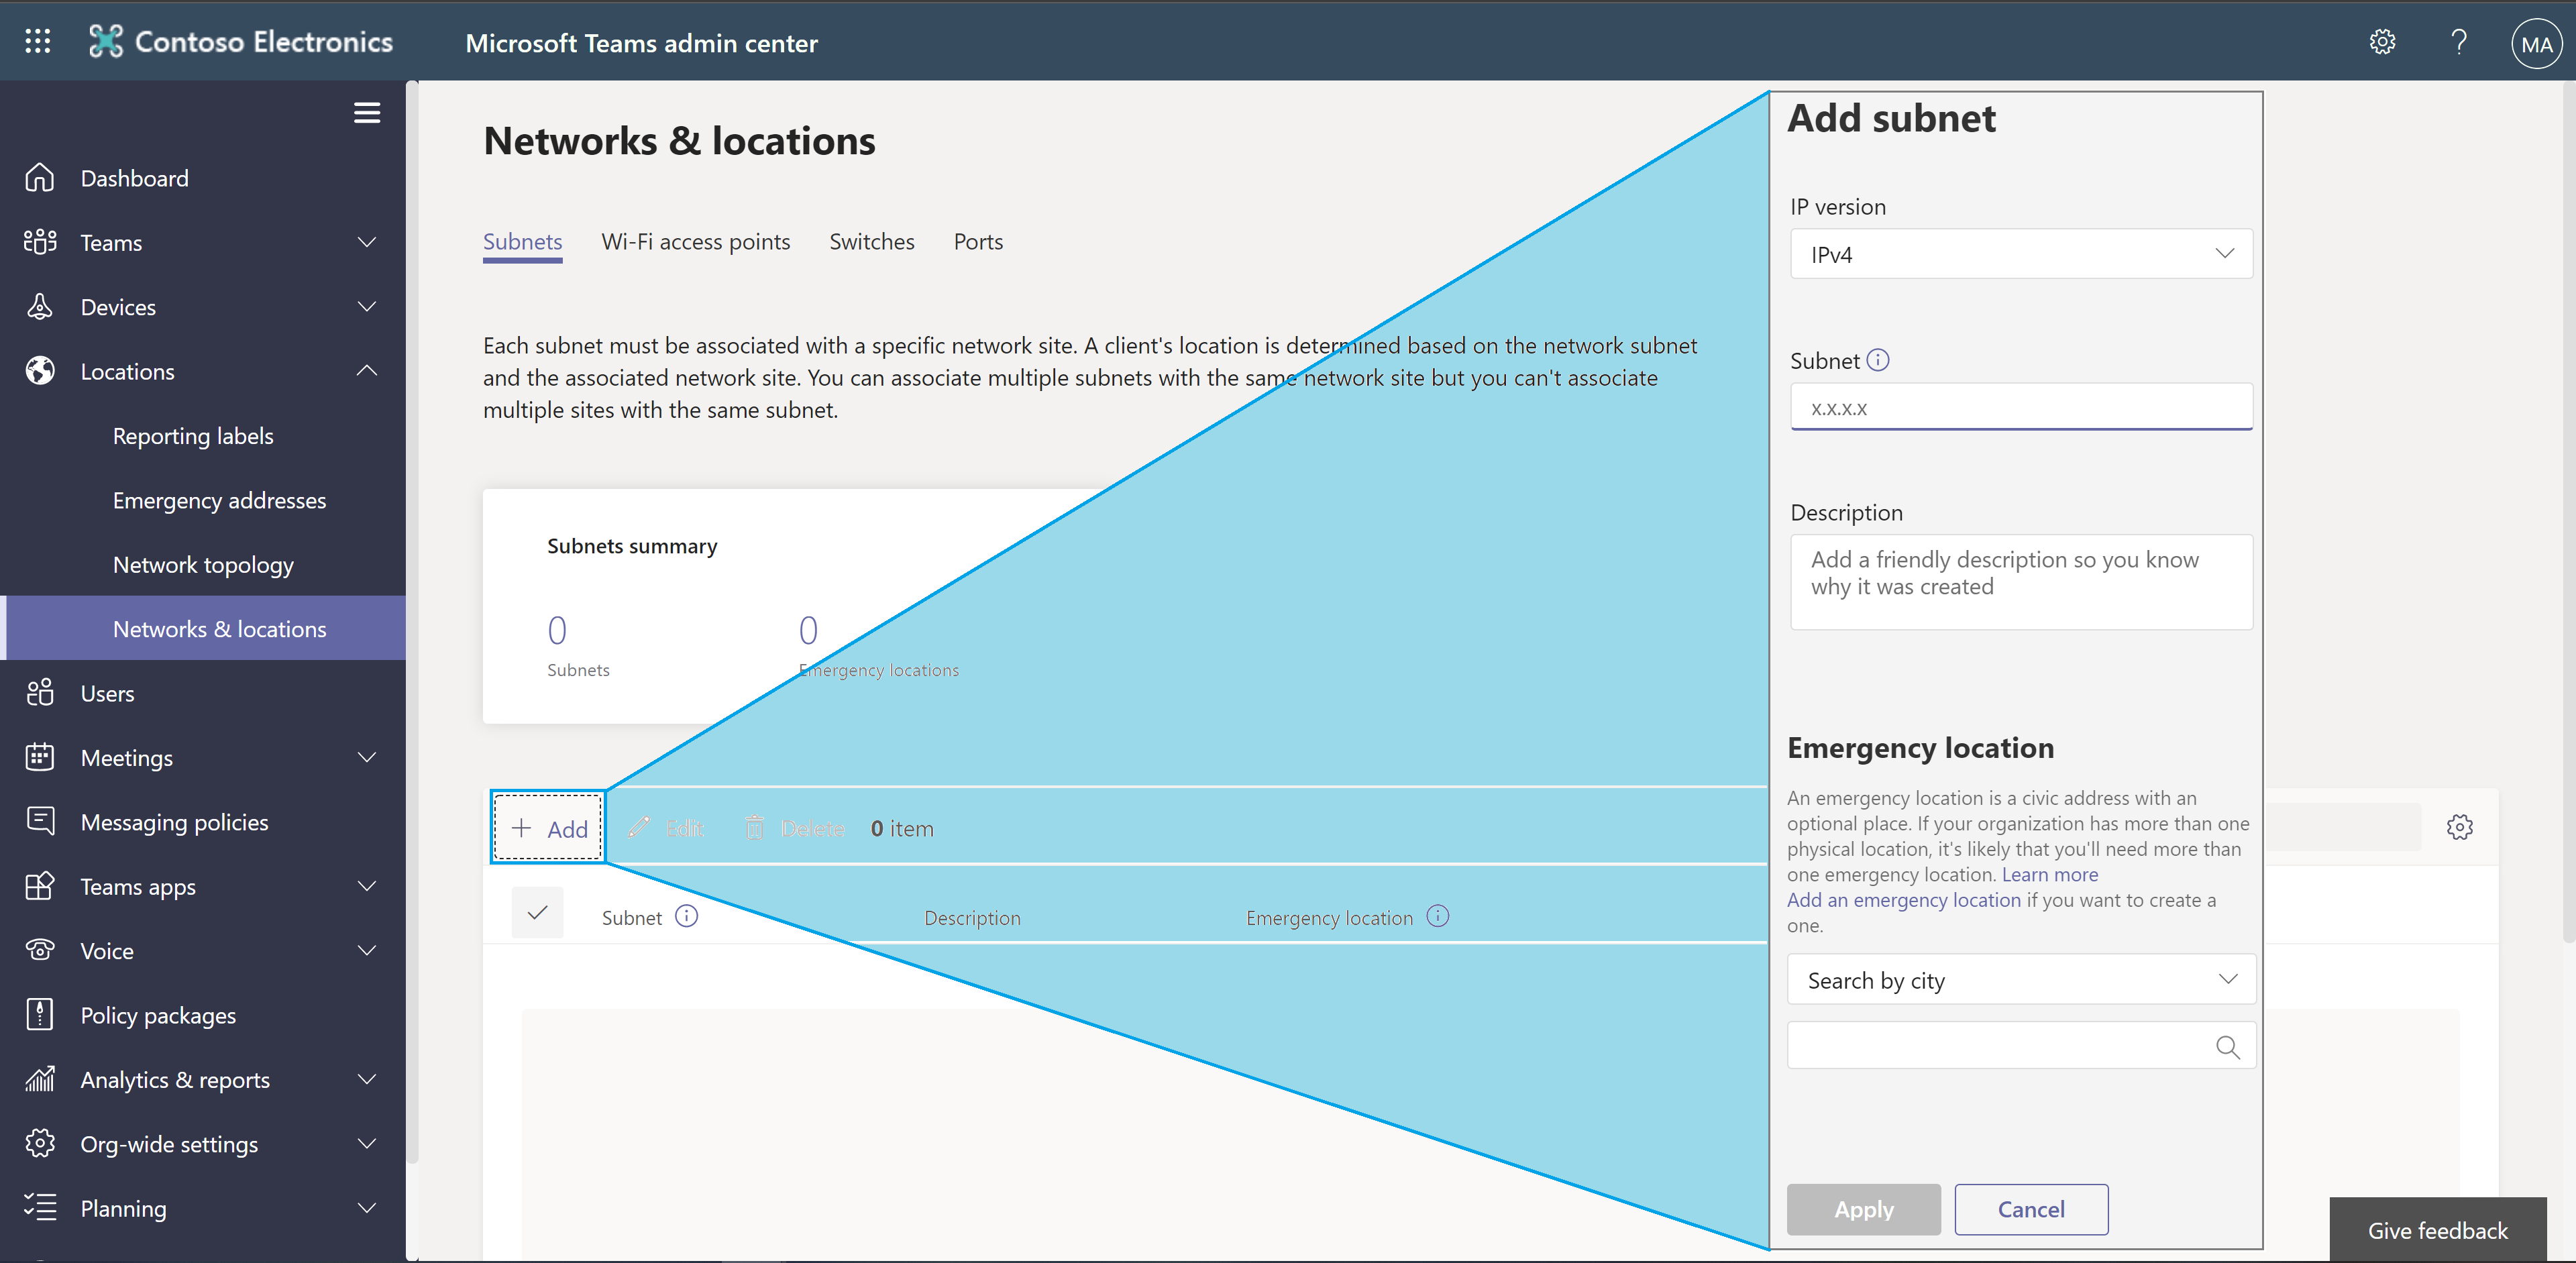 Contoso Electronics
Microsoft Teams admin center
?
MA
Dashboard
Teams
Devices
Locations
Reporting labels
Emergency addresses
Network topology
Networks & locations
Users
Meetings
Messaging policies
Teams apps
Voice
Policy packages
Analytics & reports
Org-wide settings
Planning
Networks & locations
Subnets Wi-Fi access points Switches Ports
Each subnet must be associated with a specific network site. A client's location is determined based on the network subnet
and the associated network site. You can associate multiple subnets with the same network site but you can't associate
multiple sites with the same subnet.
Subnets summary
0 0
Subnets Emergency locations
+ Add Edit Delete 0 item
Subnet Description Emergency location
Add subnet
IP version
IPv4
Subnet
x.x.x.x
Description
Add a friendly description so you know
why it was created
Emergency location
An emergency location is a civic address with an
optional place. If your organization has more than one
physical location, it's likely that you'll need more than
one emergency location. Learn more
Add an emergency location if you want to create a
one.
Search by city
Apply Cancel
Give feedback